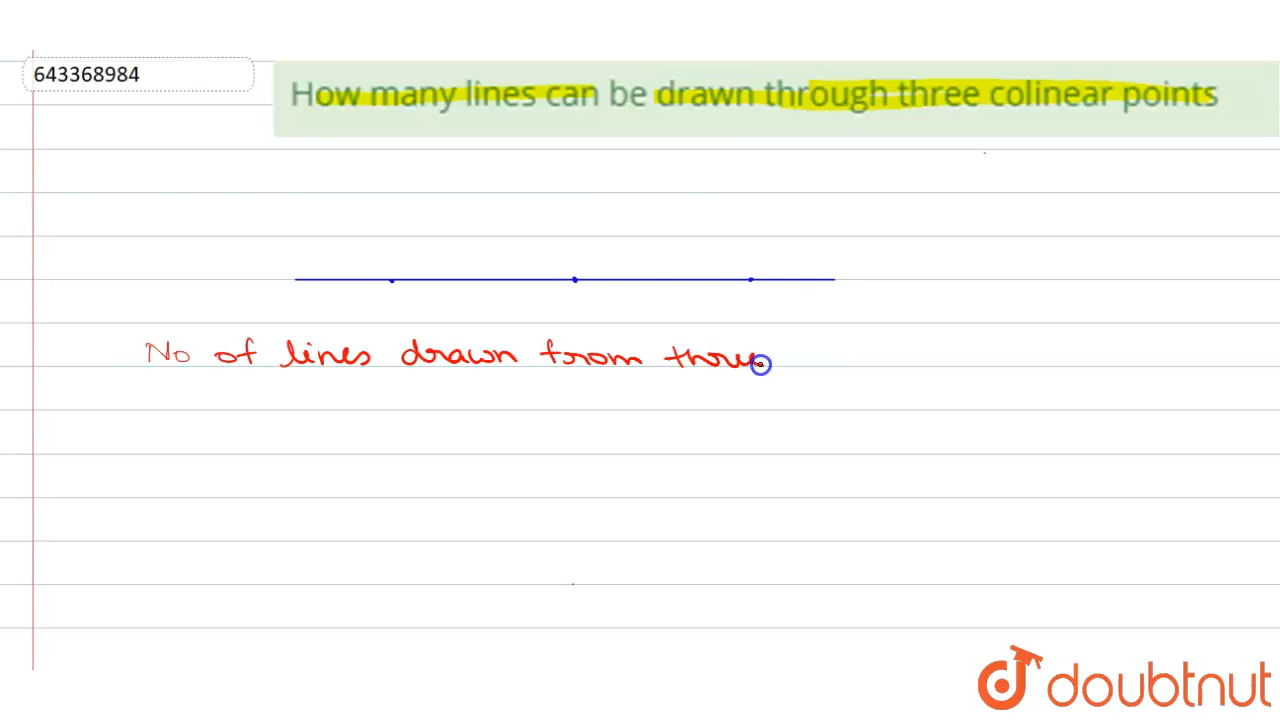 643368984
How many lines can be drawn through three colinear points
No of lines drawn from three
doubtnut